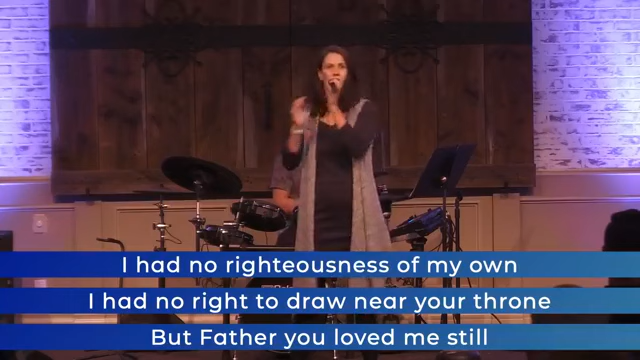 I had no righteousness of my own
I had no right to draw near your throne
But Father you loved me still